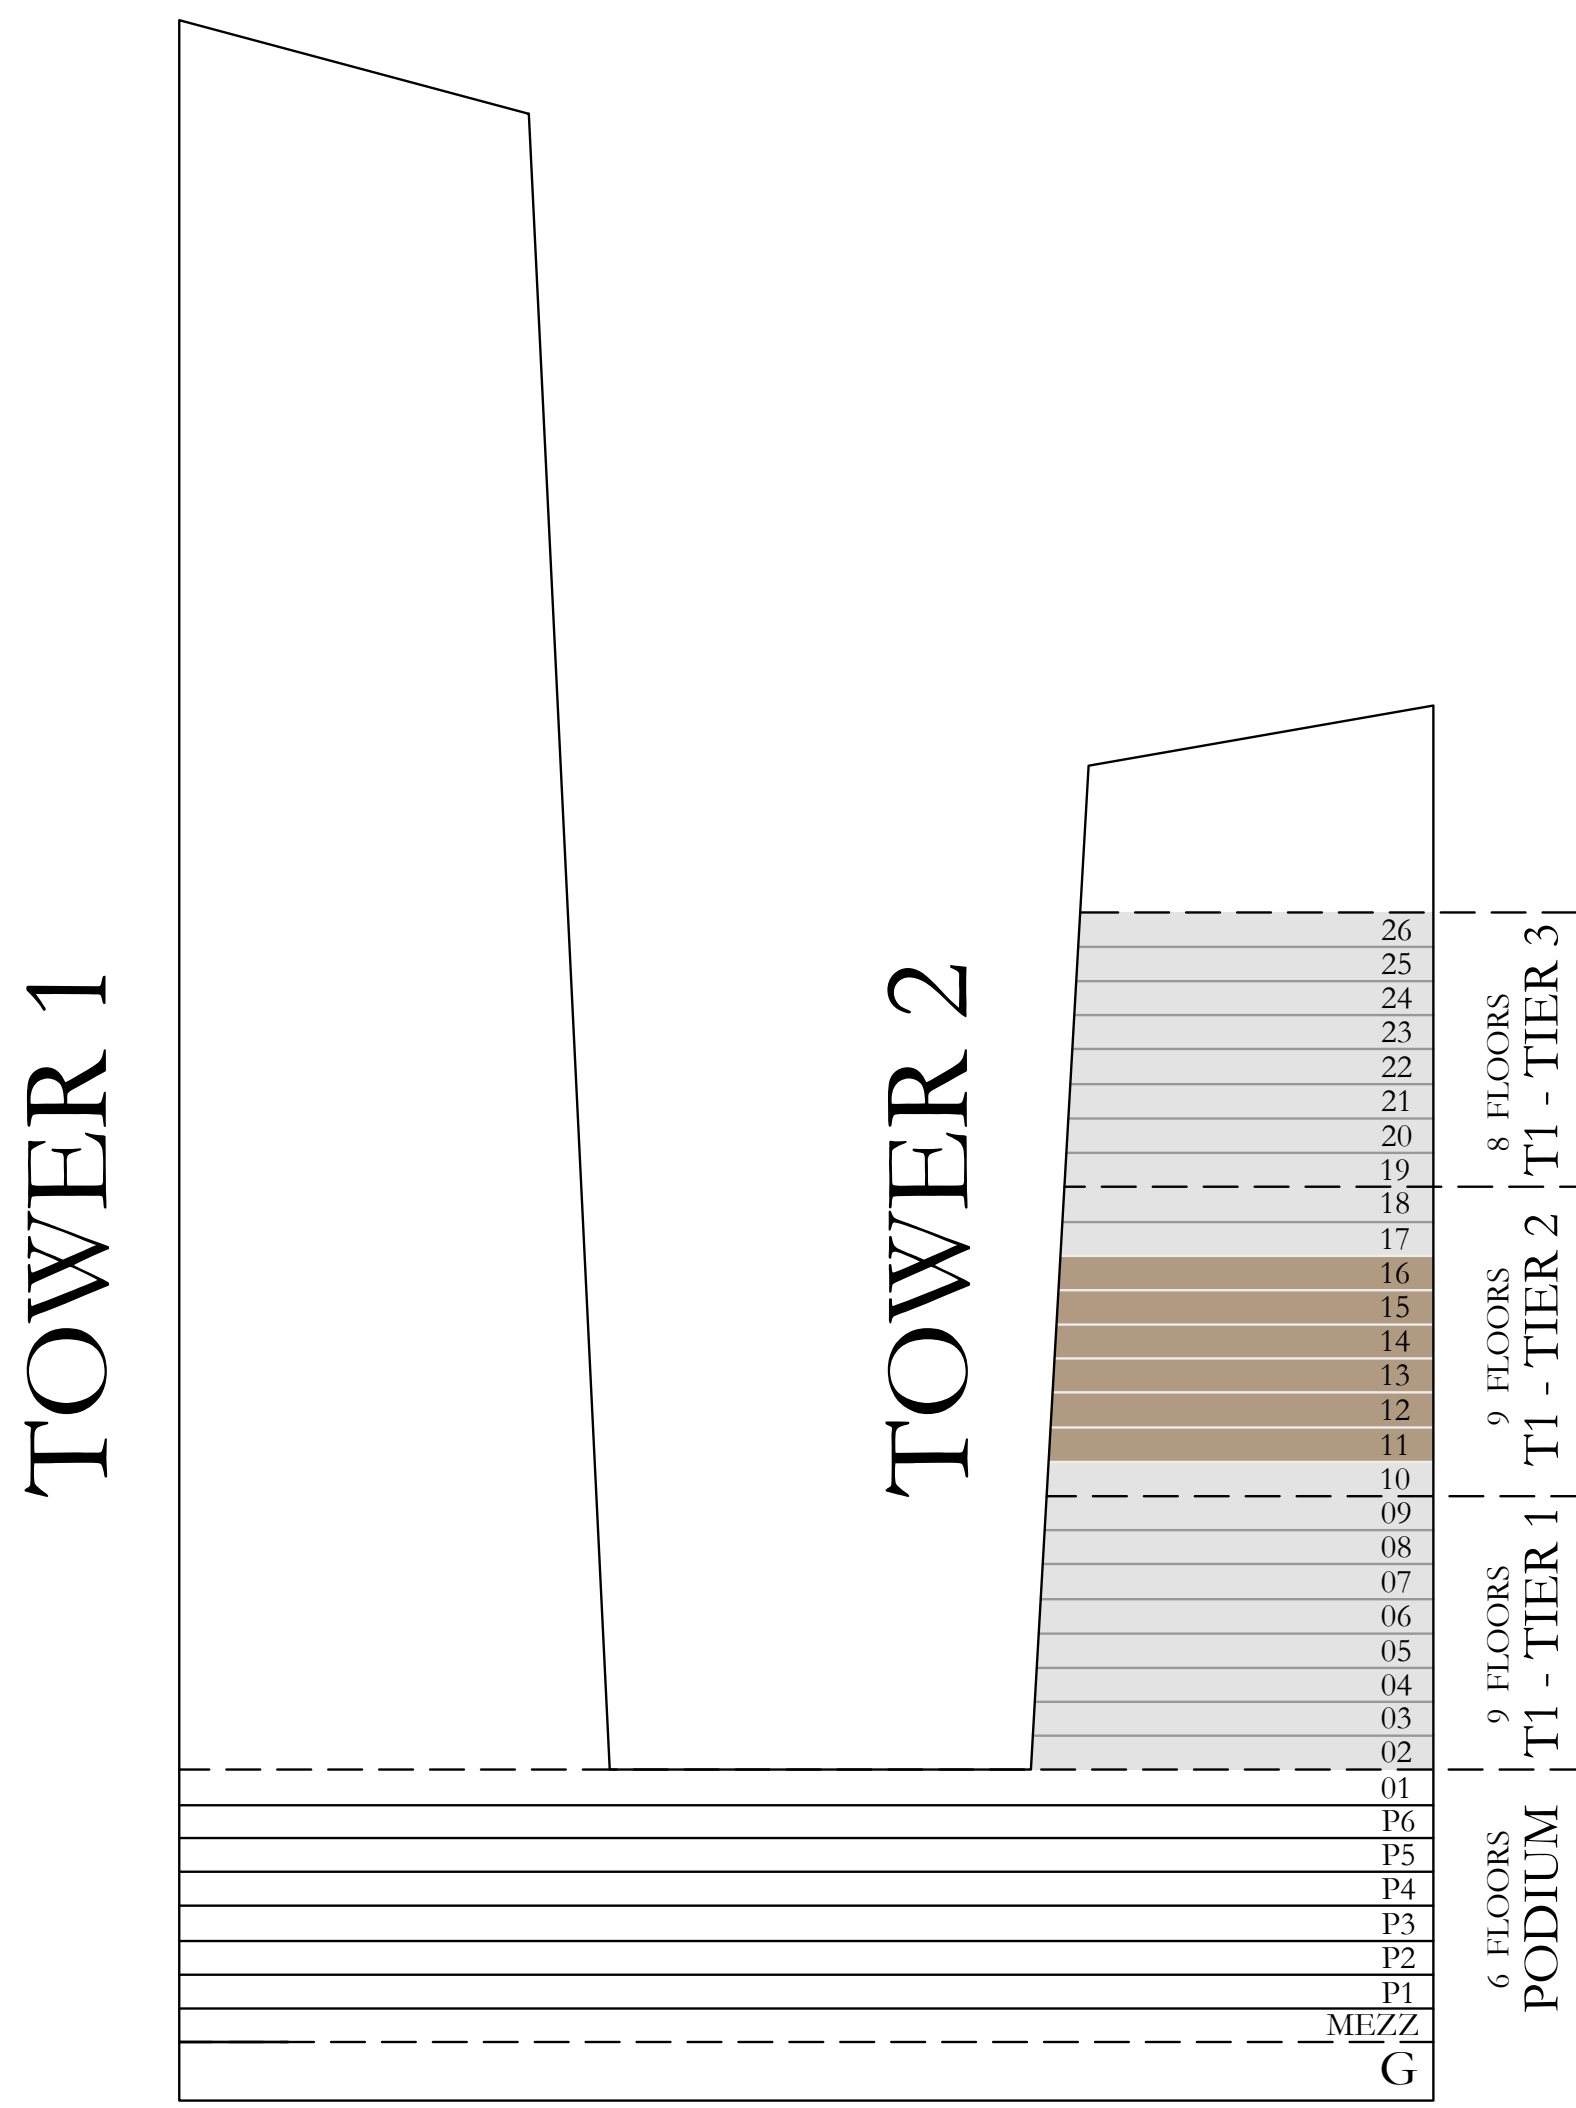 TOWER 1
TOWER 2
26
25
24
23
22
21
20
19
18
17
16
15
14
13
12
11
10
09
08
07
06
05
04
03
02
01
P6
P5
P4
P3
P2
P1
MEZZ
G
8 FLOORS
T1 - TIER 3
9 FLOORS
T1 - TIER 2
9 FLOORS
T1 - TIER 1
6 FLOORS
PODIUM